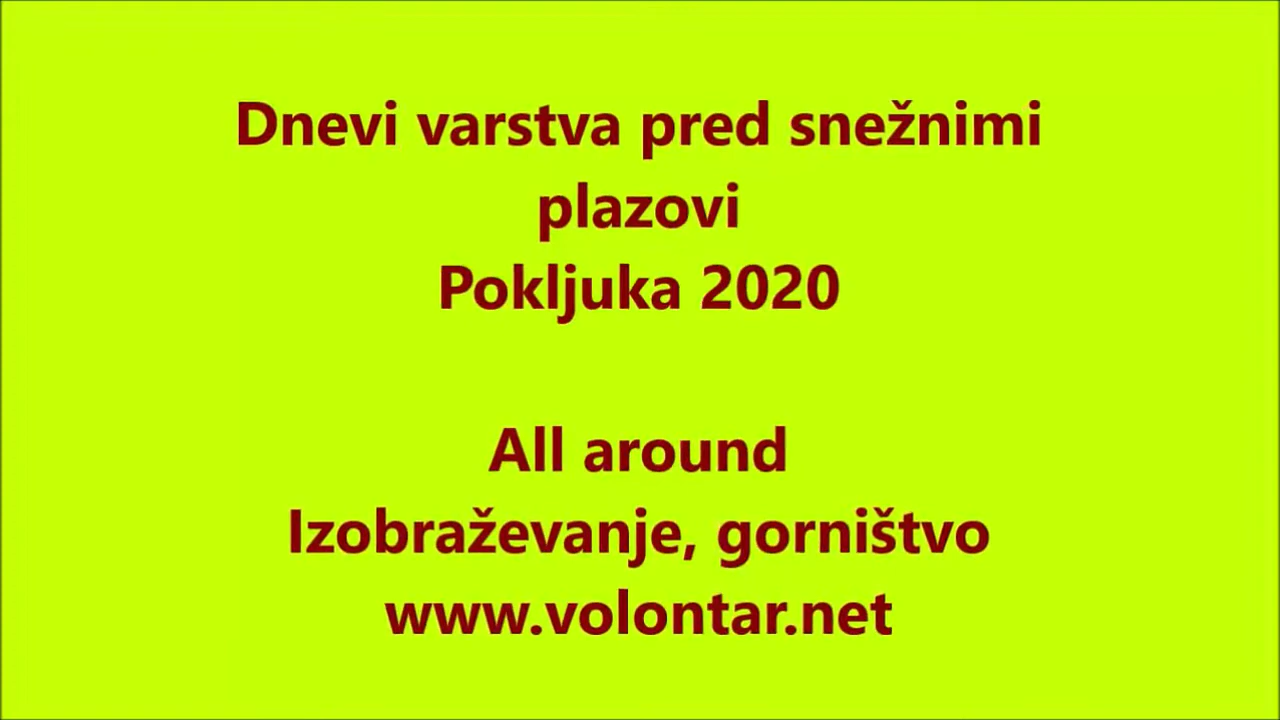 Dnevi varstva pred snežnimi
plazovi
Pokljuka 2020
All around
Izobraževanje, gorništvo
www.volontar.net